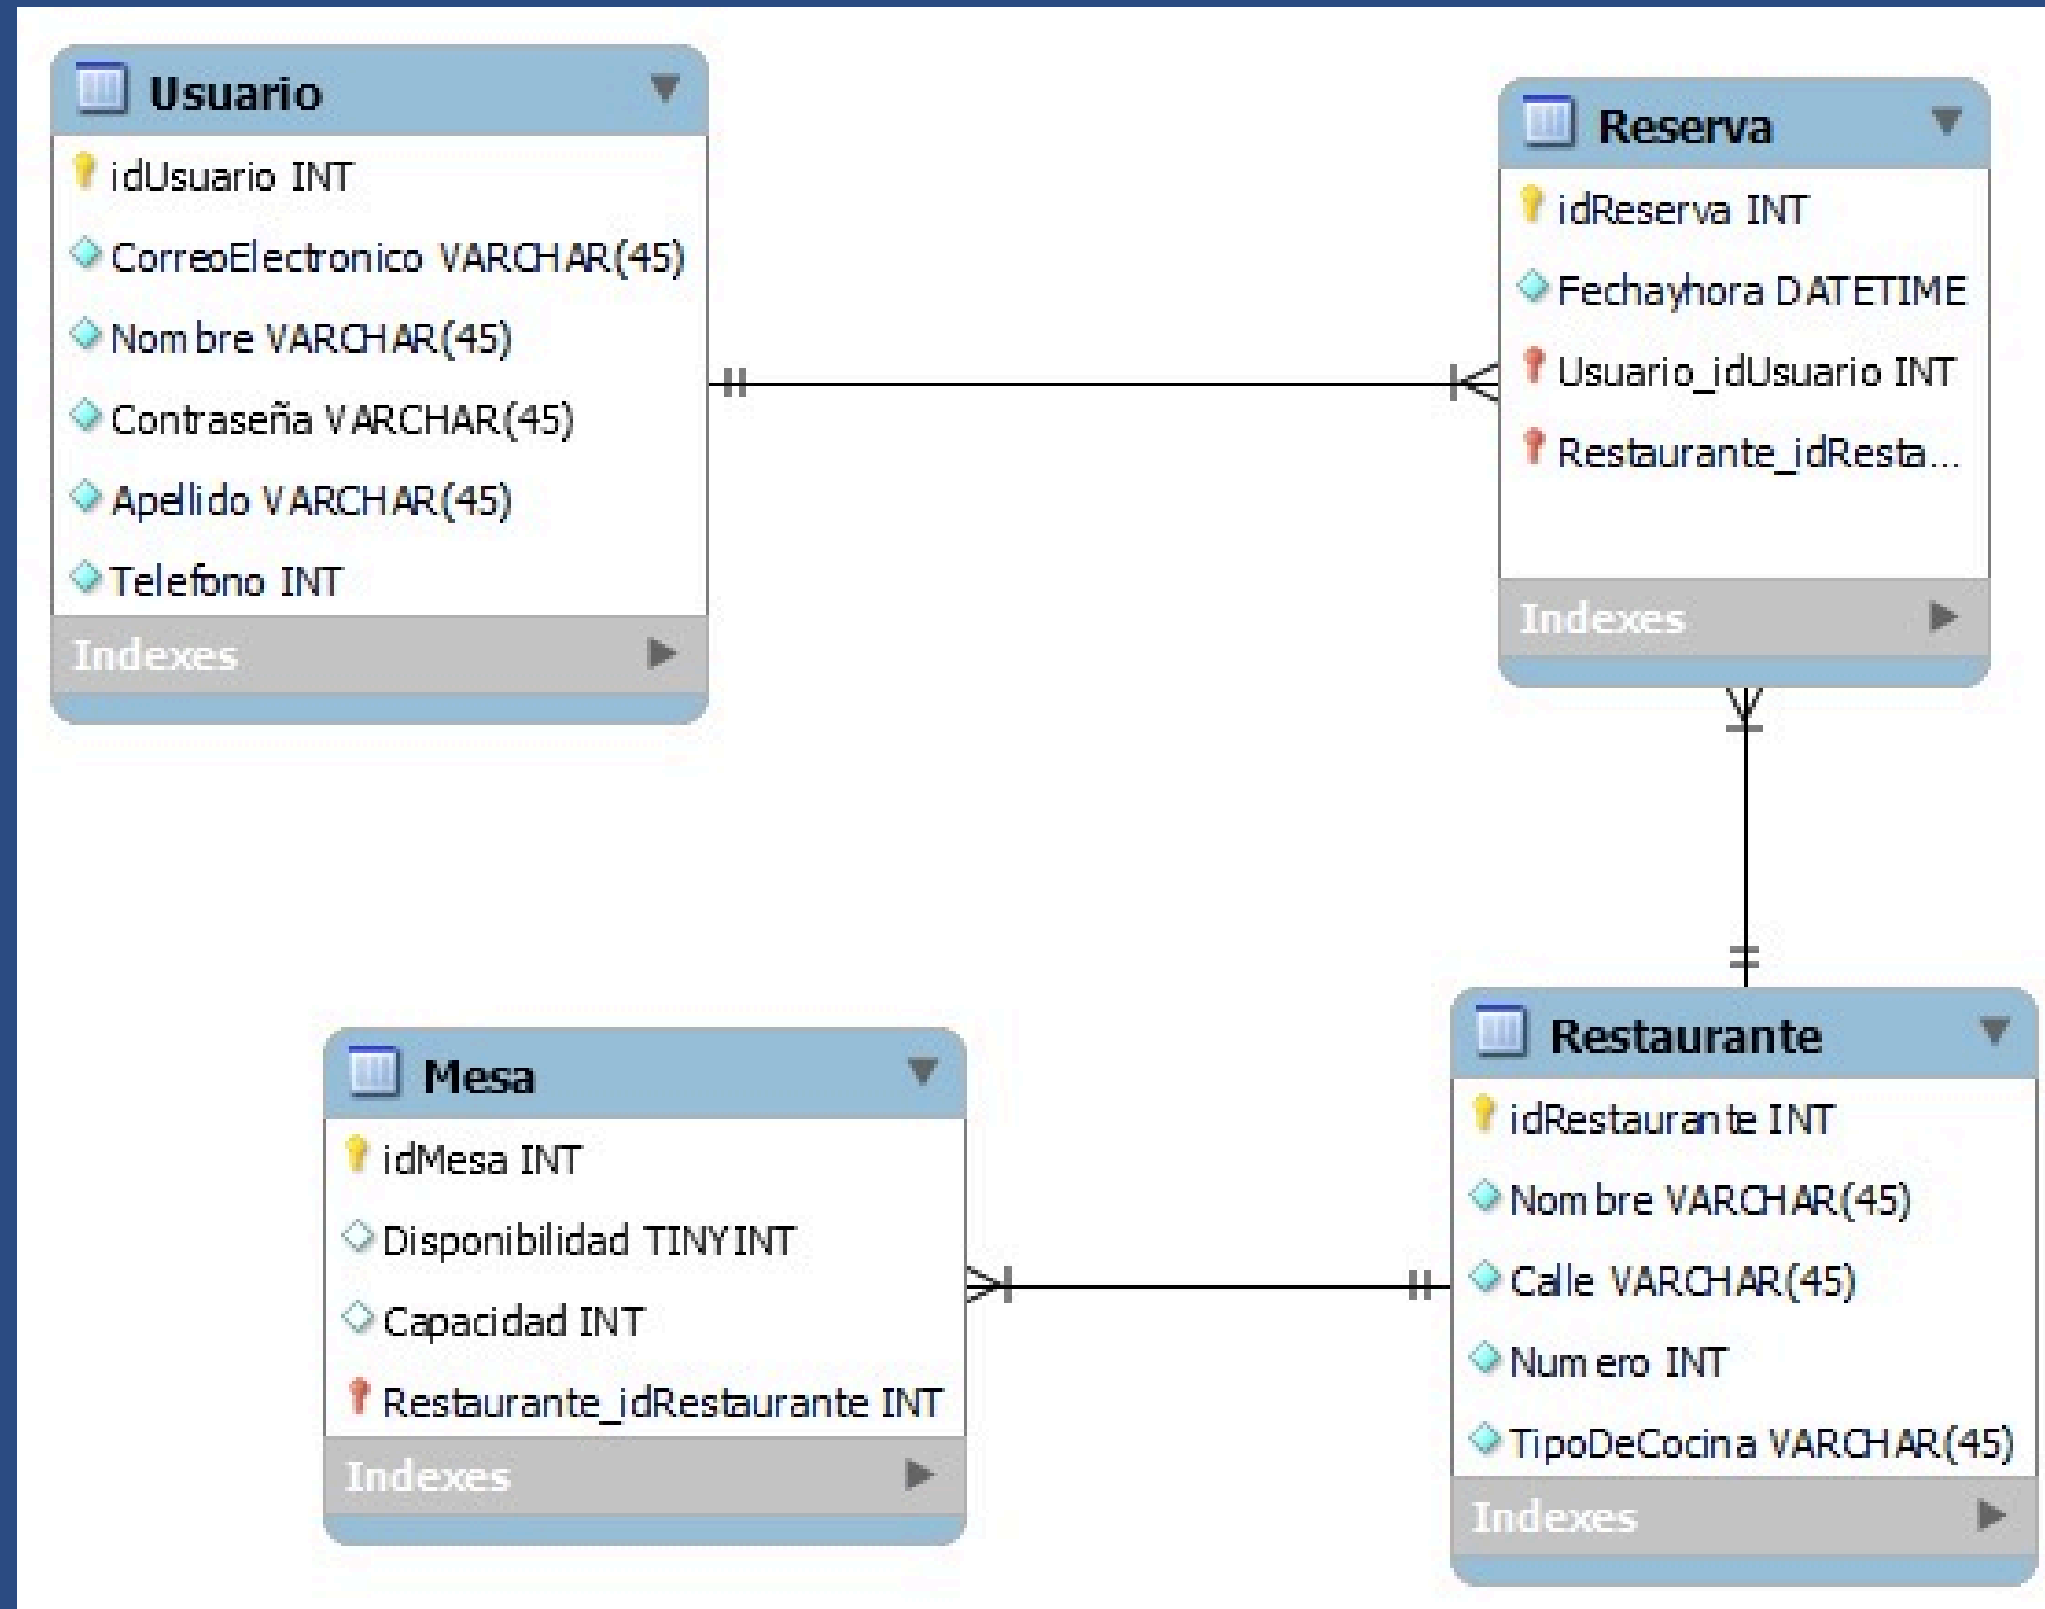 Usuario
idUsuario INT
CorreoElectronico VARCHAR(45)
Nombre VARCHAR(45)
Contraseña VARCHAR(45)
Apellido VARCHAR(45)
Telefono INT
Indexes
Reserva
idReserva INT
Fechayhora DATETIME
Usuario_idUsuario INT
Restaurante_idResta...
Indexes
Mesa
idMesa INT
Disponibilidad TINYINT
Capacidad INT
Restaurante_idRestaurante INT
Indexes
Restaurante
idRestaurante INT
Nombre VARCHAR(45)
Calle VARCHAR(45)
Numero INT
TipoDeCocina VARCHAR(45)
Indexes